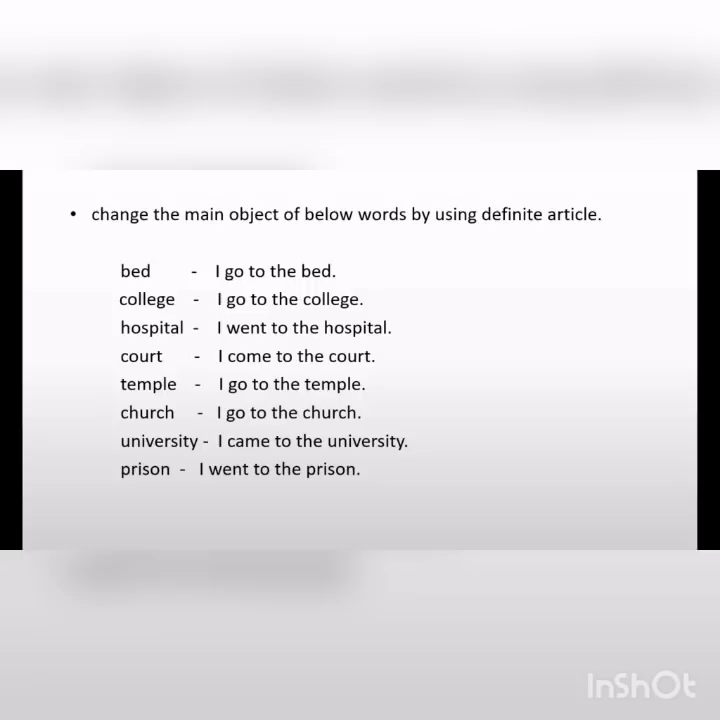 • change the main object of below words by using definite article.
bed - I go to the bed.
college - I go to the college.
hospital - I went to the hospital.
court - I come to the court.
temple - I go to the temple.
church - I go to the church.
university - I came to the university.
prison - I went to the prison.
InShOt